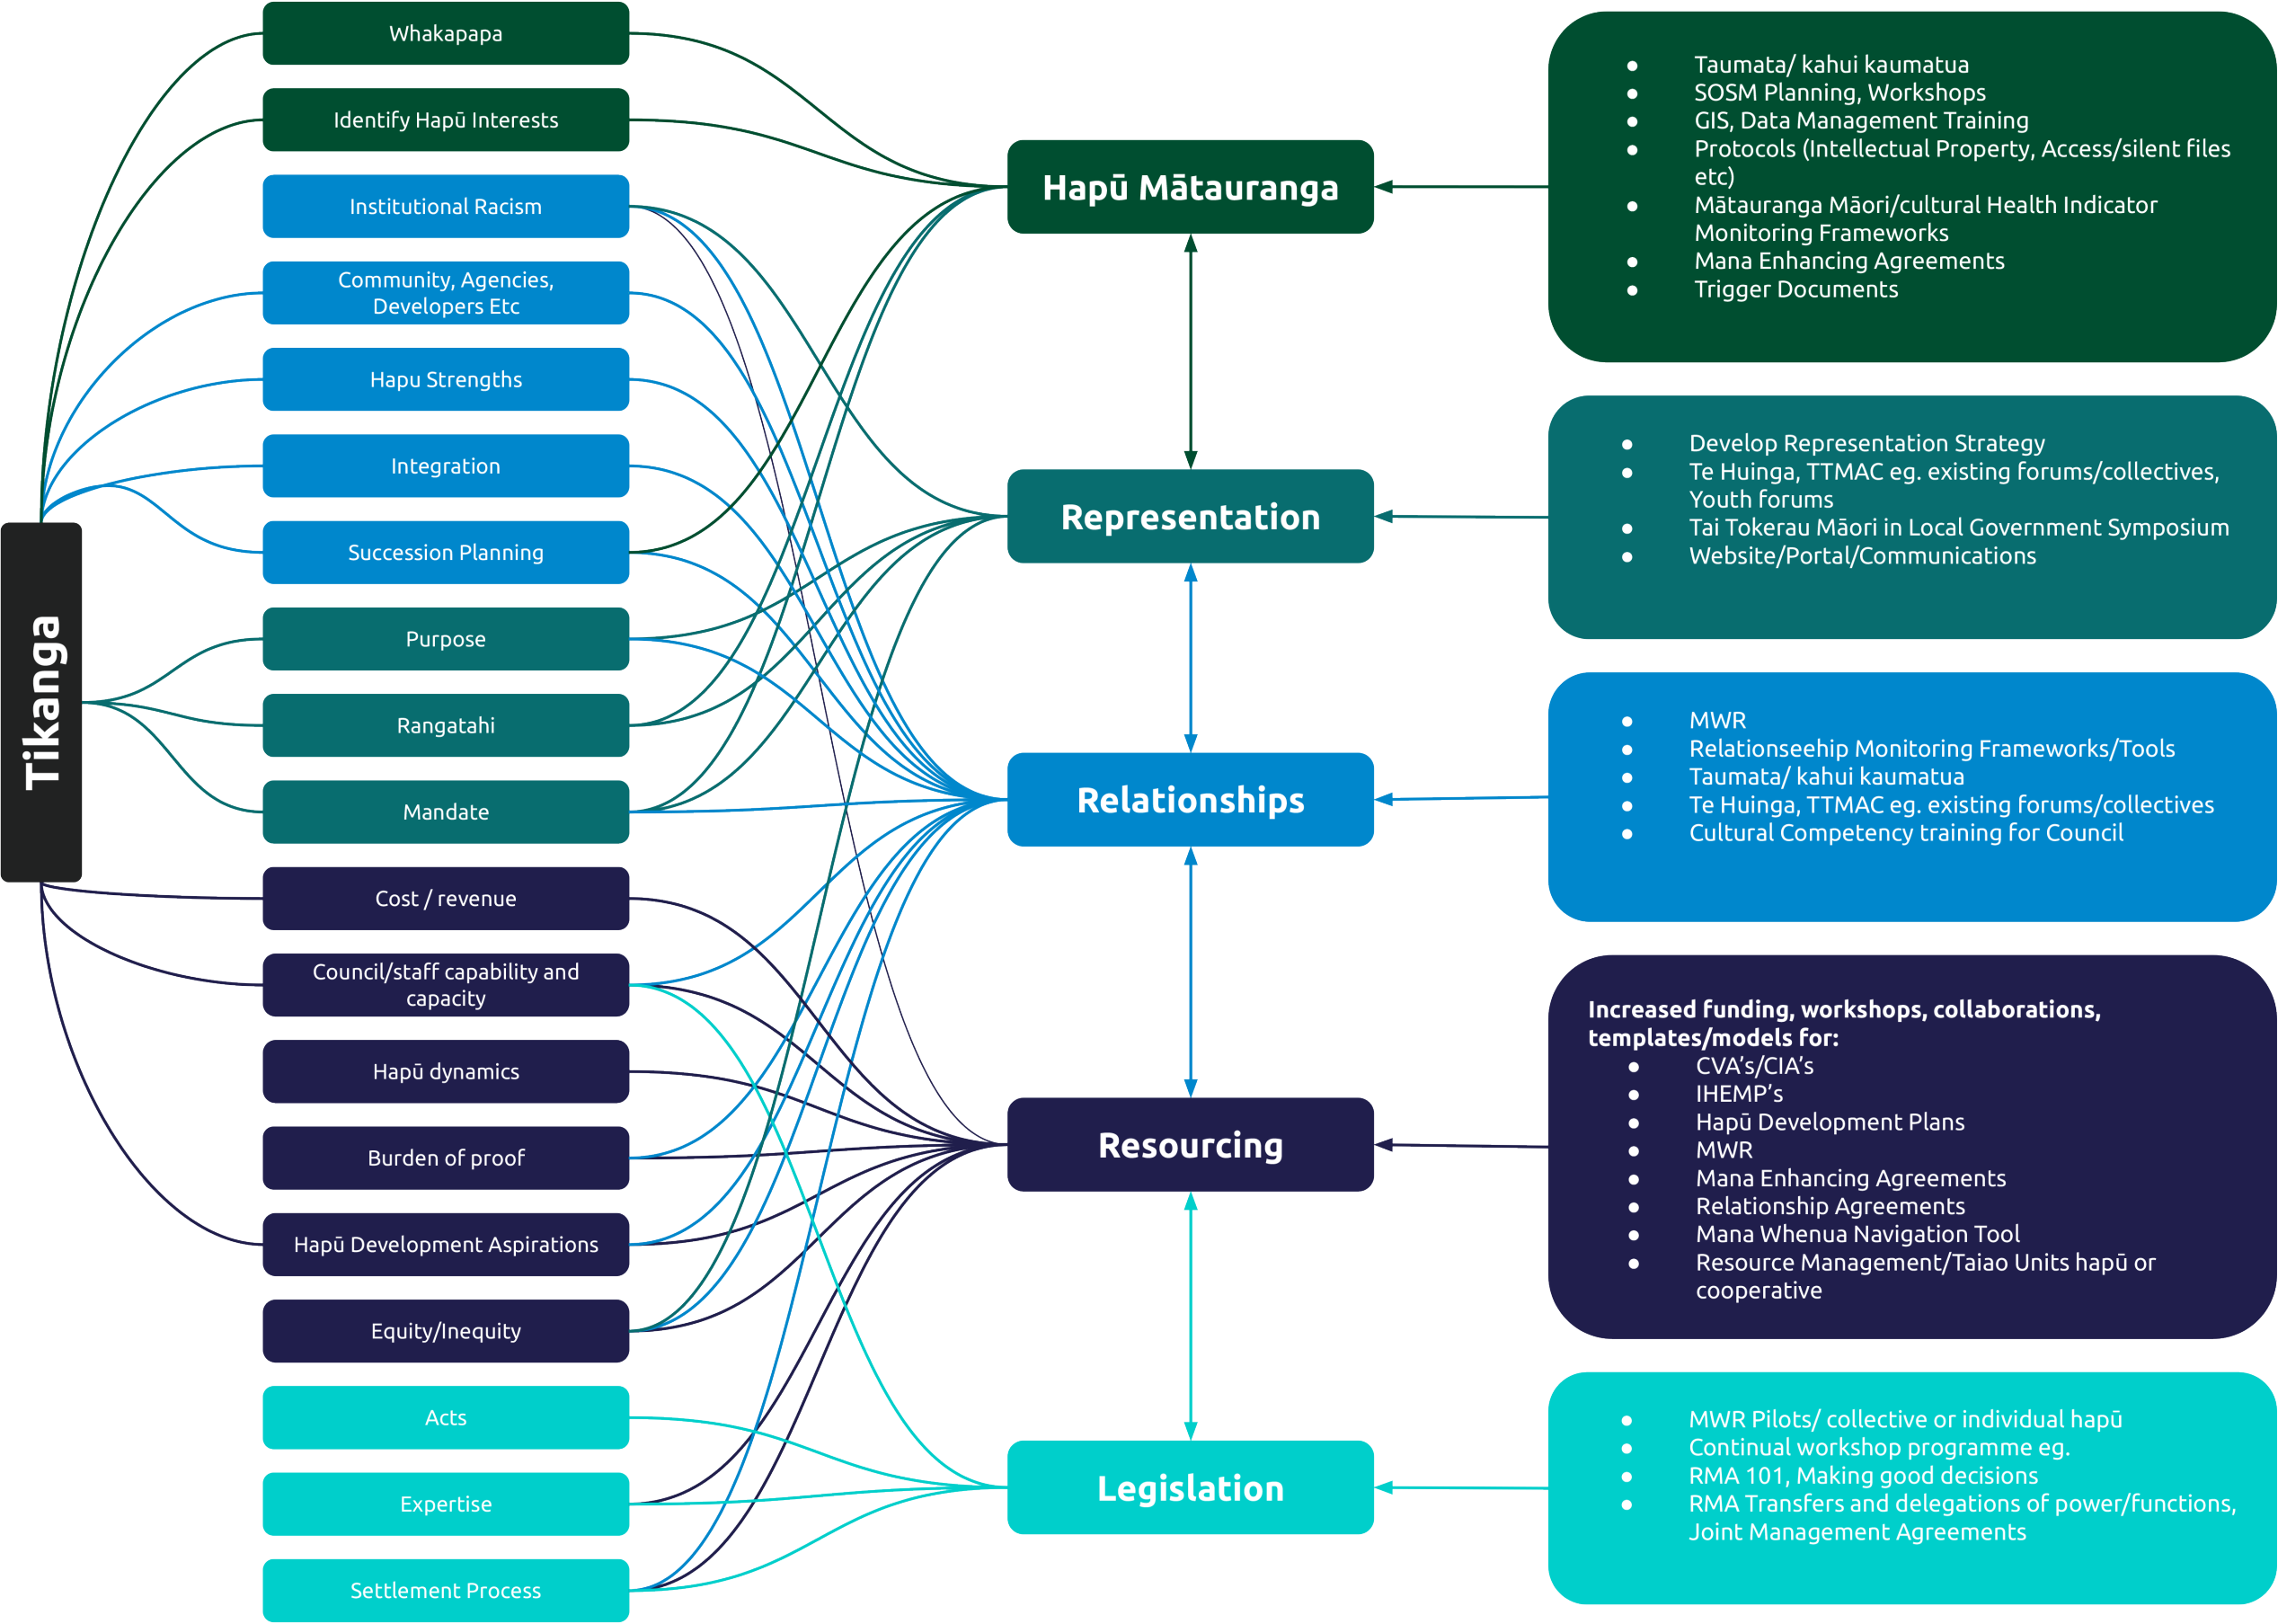 Tikanga
Whakapapa
Identify Hapū Interests
Institutional Racism
Community, Agencies,
Developers Etc
Hapu Strengths
Integration
Succession Planning
Purpose
Rangatahi
Mandate
Cost / revenue
Council/staff capability and
capacity
Hapū dynamics
Burden of proof
Hapū Development Aspirations
Equity/Inequity
Acts
Expertise
Settlement Process
Hapū Mātauranga
Representation
Relationships
Resourcing
Legislation
● Taumata/ kahui kaumatua
● SOSM Planning, Workshops
● GIS, Data Management Training
● Protocols (Intellectual Property, Access/silent files
etc)
● Mātauranga Māori/cultural Health Indicator
Monitoring Frameworks
● Mana Enhancing Agreements
● Trigger Documents
● Develop Representation Strategy
● Te Huinga, TTMAC eg. existing forums/collectives,
Youth forums
● Tai Tokerau Māori in Local Government Symposium
● Website/Portal/Communications
● MWR
● Relationseehip Monitoring Frameworks/Tools
● Taumata/ kahui kaumatua
● Te Huinga, TTMAC eg. existing forums/collectives
● Cultural Competency training for Council
Increased funding, workshops, collaborations,
templates/models for:
● CVA’s/CIA’s
● IHEMP’s
● Hapū Development Plans
● MWR
● Mana Enhancing Agreements
● Relationship Agreements
● Mana Whenua Navigation Tool
● Resource Management/Taiao Units hapū or
cooperative
● MWR Pilots/ collective or individual hapū
● Continual workshop programme eg.
● RMA 101, Making good decisions
● RMA Transfers and delegations of power/functions,
Joint Management Agreements